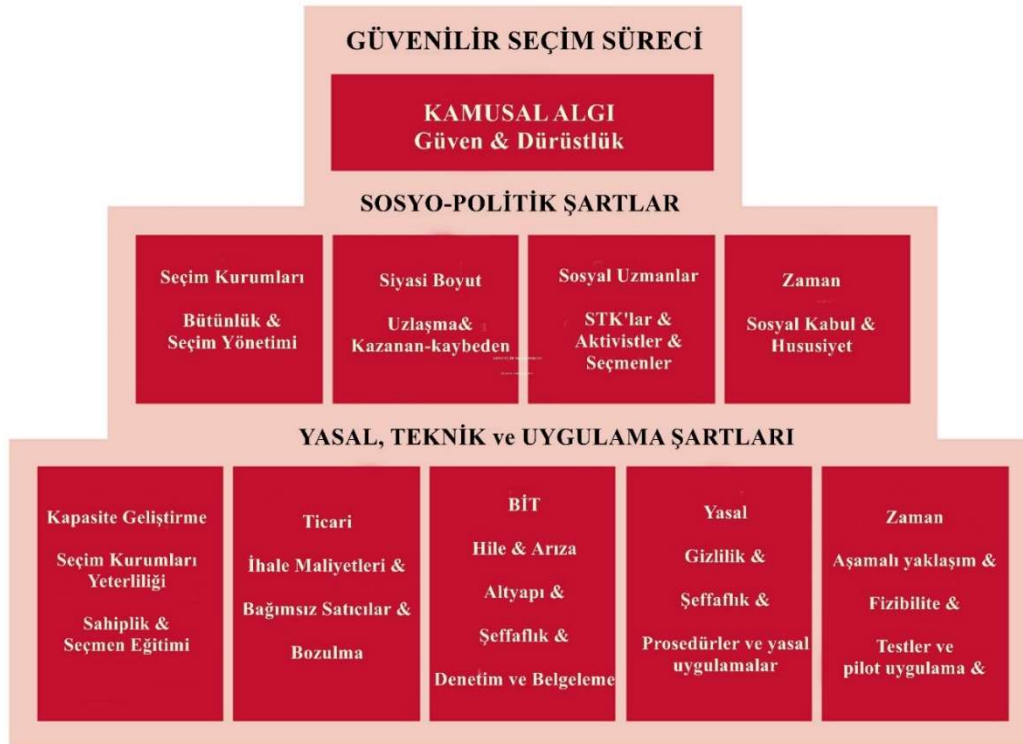 GÜVENİLİR SEÇİM SÜRECİ
KAMUSAL ALGI
Güven & Dürüstlük
SOSYO-POLİTİK ŞARTLAR
Seçim Kurumları
Bütünlük &
Seçim Yönetimi
Siyasi Boyut
Uzlaşma&
Kazanan-kaybeden
Sosyal Uzmanlar
STK'lar &
Aktivistler &
Seçmenler
Zaman
Sosyal Kabul &
Hususiyet
YASAL, TEKNİK ve UYGULAMA ŞARTLARI
Kapasite Geliştirme
Seçim Kurumları
Yeterliliği
Sahiplik &
Seçmen Eğitimi
Ticari
İhale Maliyetleri &
Bağımsız Satıcılar &
Bozulma
BİT
Hile & Arıza
Altyapı &
Şeffaflık &
Denetim ve Belgeleme
Yasal
Gizlilik &
Şeffaflık &
Prosedürler ve yasal
uygulamalar
Zaman
Aşamalı yaklaşım &
Fizibilite &
Testler ve
pilot uygulama &